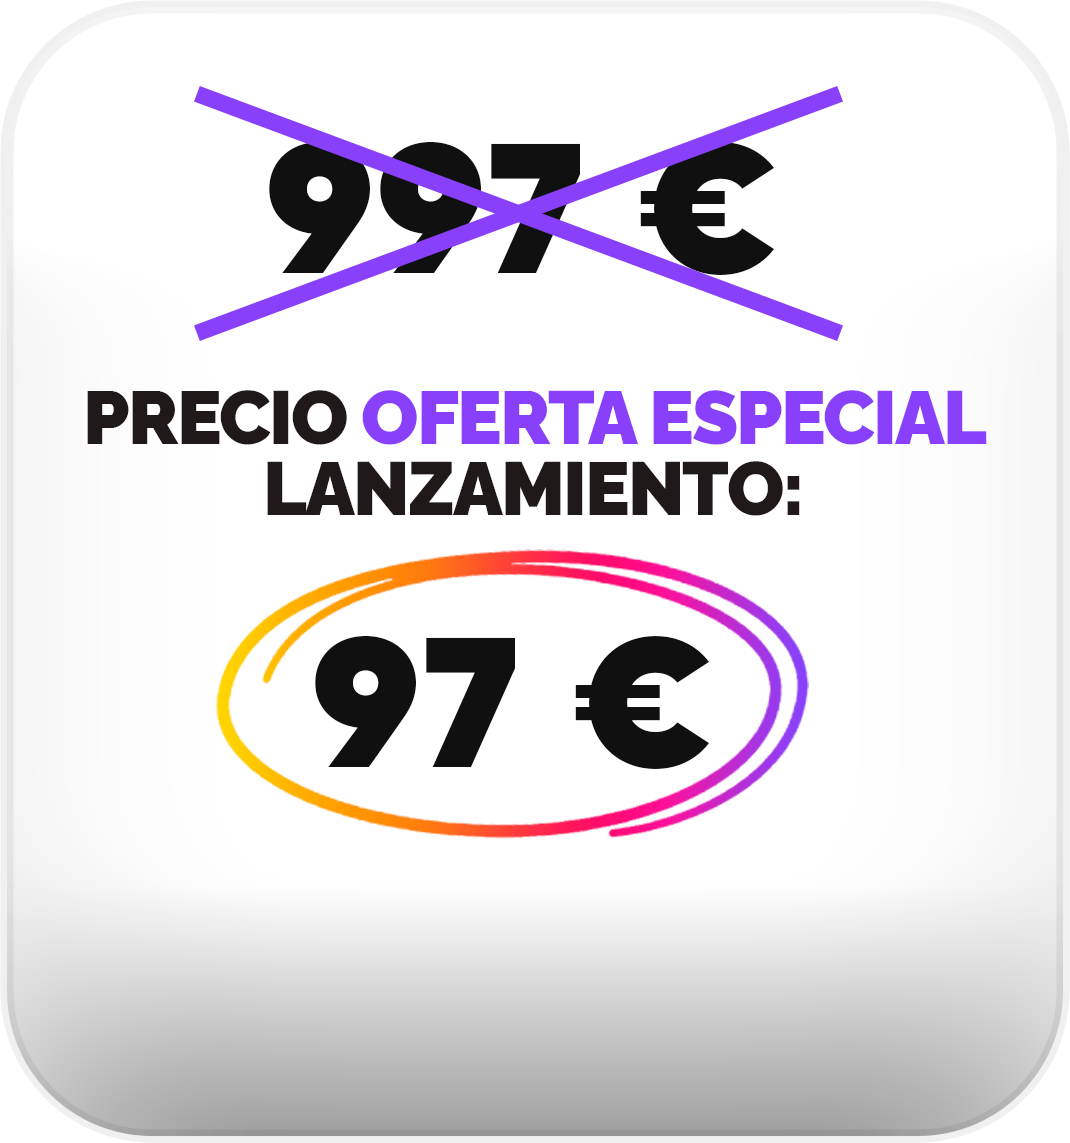 997 €
PRECIO OFERTA ESPECIAL
LANZAMIENTO:
97 €